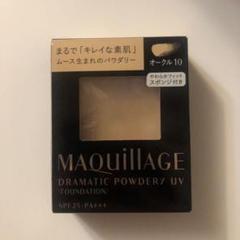 まるで「キレイな素肌」
ムース生まれのパウダリー
オークル10
やわらかフィット
スポンジ付き
MAQUillAGE
DRAMATIC POWDERY UV
FOUNDATION
SPF25・PA+++